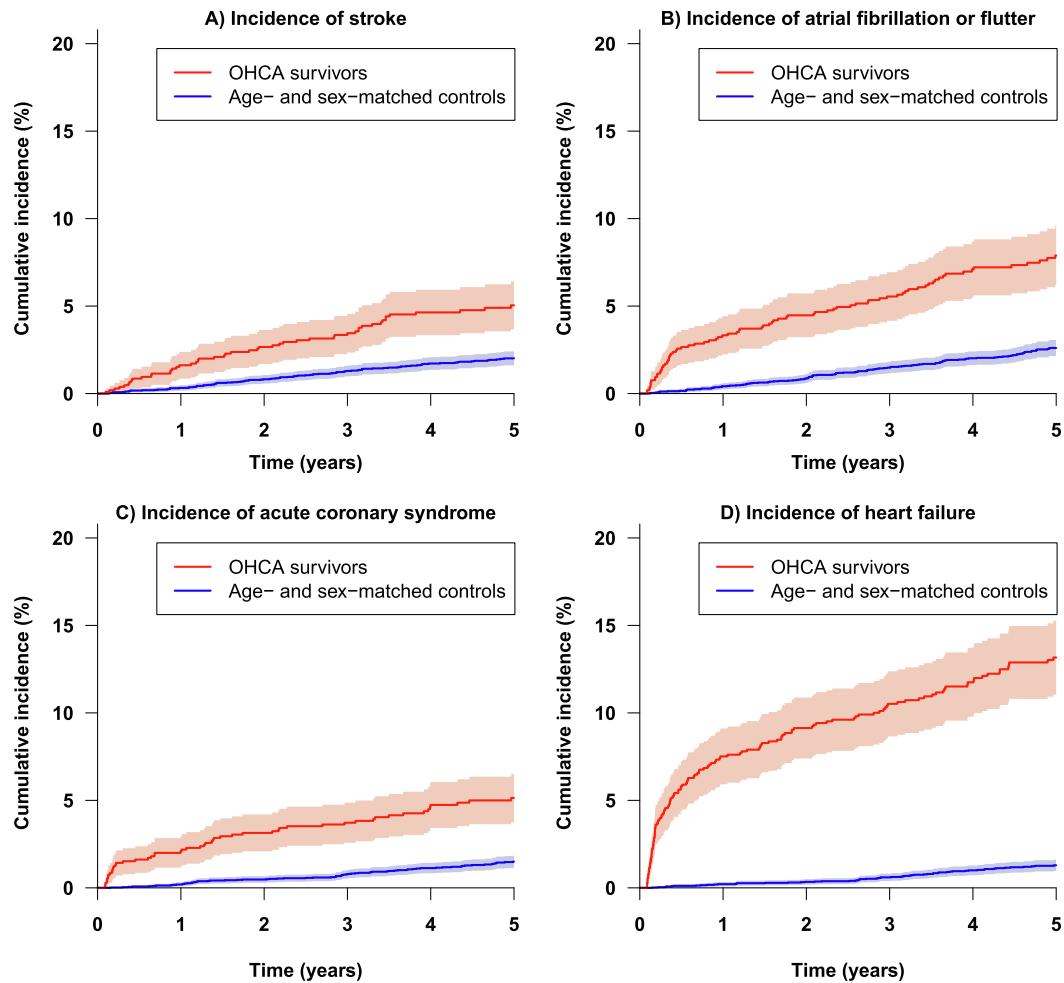 A) Incidence of stroke
Cumulative incidence (%)
20
15
10
5
0
OHCA survivors
Age− and sex−matched controls
0 1 2 3 4 5
Time (years)
B) Incidence of atrial fibrillation or flutter
Cumulative incidence (%)
20
15
10
5
0
OHCA survivors
Age− and sex−matched controls
0 1 2 3 4 5
Time (years)
C) Incidence of acute coronary syndrome
Cumulative incidence (%)
20
15
10
5
0
OHCA survivors
Age− and sex−matched controls
0 1 2 3 4 5
Time (years)
D) Incidence of heart failure
Cumulative incidence (%)
20
15
10
5
0
OHCA survivors
Age− and sex−matched controls
0 1 2 3 4 5
Time (years)